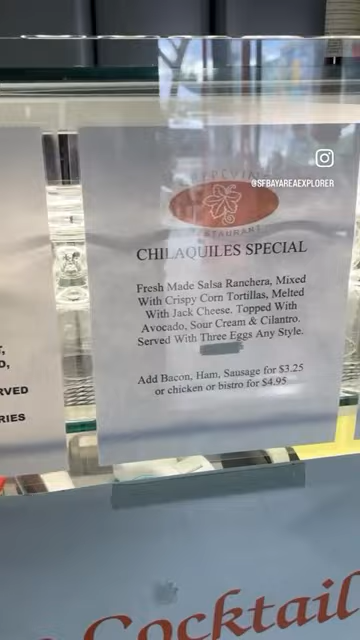 @SFBAYAREAEXPLORER
RESTAURANT
CHILAQUILES SPECIAL
Fresh Made Salsa Ranchera, Mixed
With Crispy Corn Tortillas, Melted
With Jack Cheese. Topped With
Avocado, Sour Cream & Cilantro.
Served With Three Eggs Any Style.
Add Bacon, Ham, Sausage for $3.25
or chicken or bistro for $4.95
Cocktail